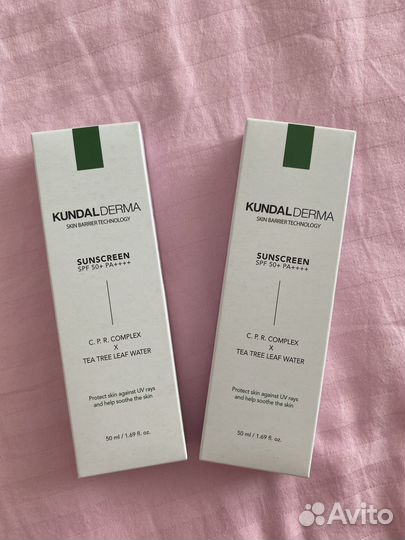 KUNDALDERMA
SKIN BARRIER TECHNOLOGY
SUNSCREEN
SPF 50+ PA++++
C. P. R. COMPLEX
X
TEA TREE LEAF WATER
Protect skin against UV rays
and help soothe the skin
50 ml / 1.69 fl. oz.
KUNDALDERMA
SKIN BARRIER TECHNOLOGY
SUNSCREEN
SPF 50+ PA++++
C. P. R. COMPLEX
X
TEA TREE LEAF WATER
Protect skin against UV rays
and help soothe the skin
50 ml / 1.69 fl. oz.
Avito